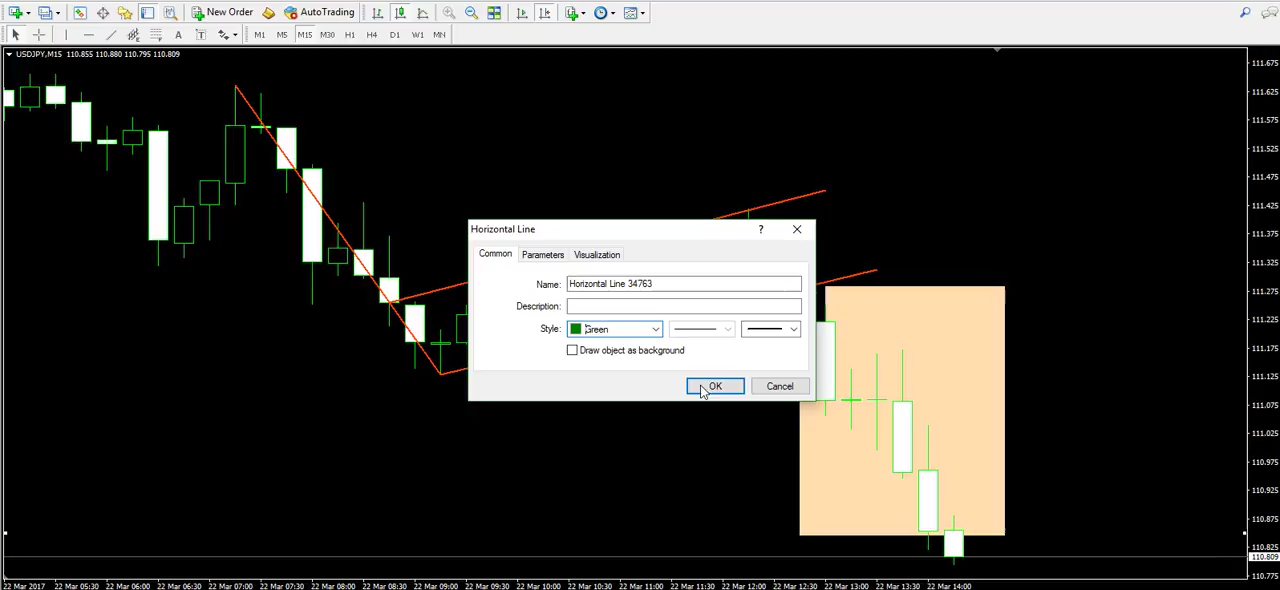 New Order AutoTrading
A T M1 M5 M15 M30 H1 H4 D1 W1 MN
USDJPY,M15 110.855 110.880 110.795 110.809
111.675
111.625
111.575
111.525
111.475
111.425
111.375
111.325
111.275
111.225
111.175
111.125
111.075
111.025
110.975
110.925
110.875
110.825
110.809
110.775
Horizontal Line ?
Common Parameters Visualization
Name: Horizontal Line 34763
Description:
Style: Green
Draw object as background
OK Cancel
22 Mar 2017 22 Mar 05:30 22 Mar 06:00 22 Mar 06:30 22 Mar 07:00 22 Mar 07:30 22 Mar 08:00 22 Mar 08:30 22 Mar 09:00 22 Mar 09:30 22 Mar 10:00 22 Mar 10:30 22 Mar 11:00 22 Mar 11:30 22 Mar 12:00 22 Mar 12:30 22 Mar 13:00 22 Mar 13:30 22 Mar 14:00